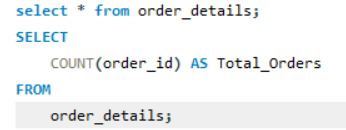 select * from order_details;
SELECT
COUNT(order_id) AS Total_Orders
FROM
order_details;